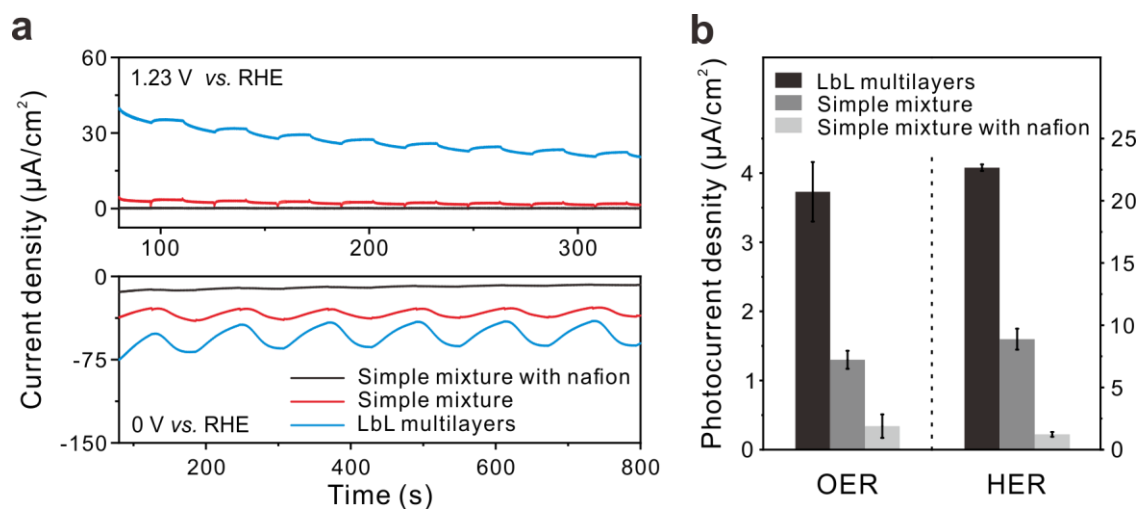 a
60
30
0
1.23 V vs. RHE
100
200
300
0
-75
-150
Simple mixture with nafion
Simple mixture
LbL multilayers
0 V vs. RHE
200
400
600
800
Time (s)
Current density (μA/cm²)
b
LbL multilayers
Simple mixture
Simple mixture with nafion
4
3
2
1
0
25
20
15
10
5
0
OER
HER
Photocurrent desnity (μA/cm²)